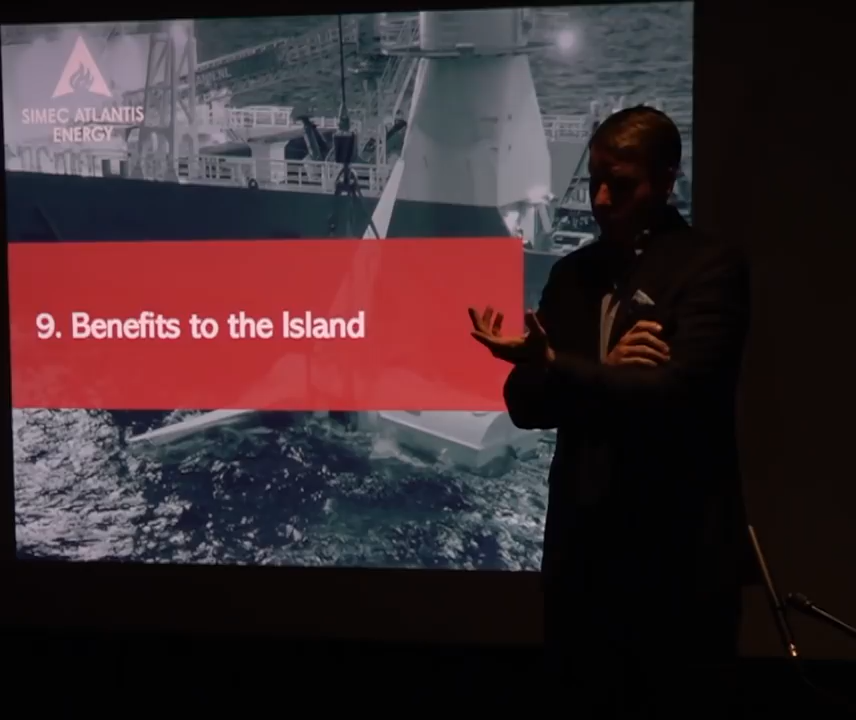 SIMEC ATLANTIS
ENERGY
9. Benefits to the Island